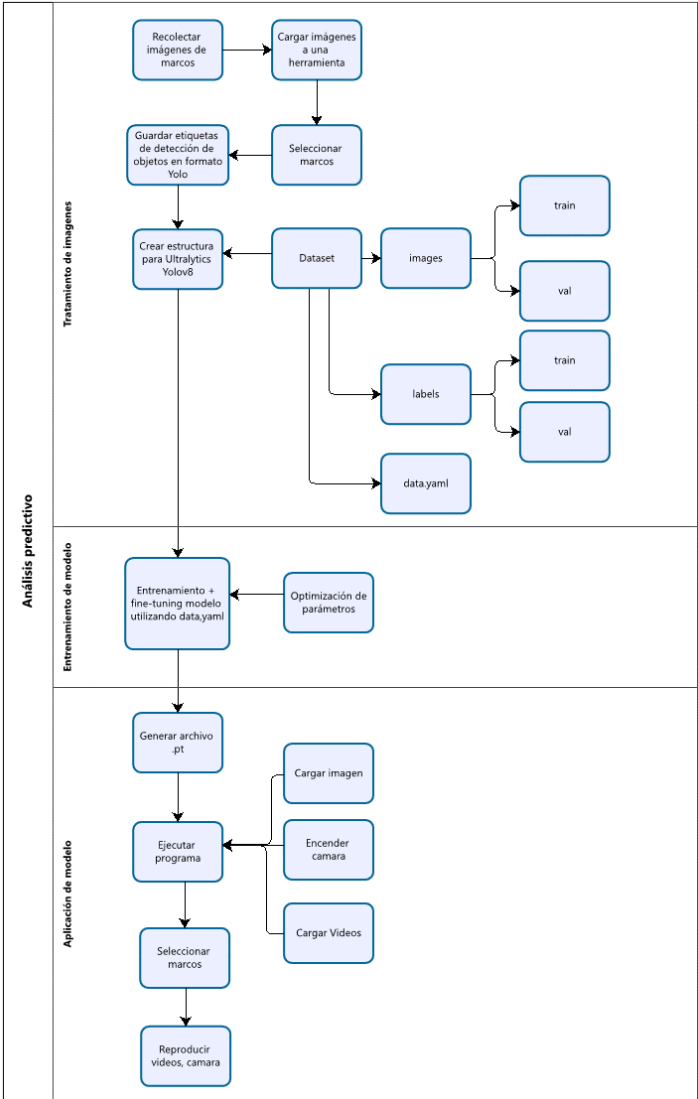 Análisis predictivo
Tratamiento de imagenes
Recolectar
imágenes de
marcos
Cargar imágenes
a una
herramienta
Guardar etiquetas
de detección de
objetos en formato
Yolo
Seleccionar
marcos
Crear estructura
para Ultralytics
Yolov8
Dataset
images
train
val
labels
train
val
data.yaml
Entrenamiento de modelo
Entrenamiento +
fine-tuning modelo
utilizando data,yaml
Optimización de
parámetros
Aplicación de modelo
Generar archivo
.pt
Cargar imagen
Ejecutar
programa
Encender
camara
Cargar Videos
Seleccionar
marcos
Reproducir
videos, camara